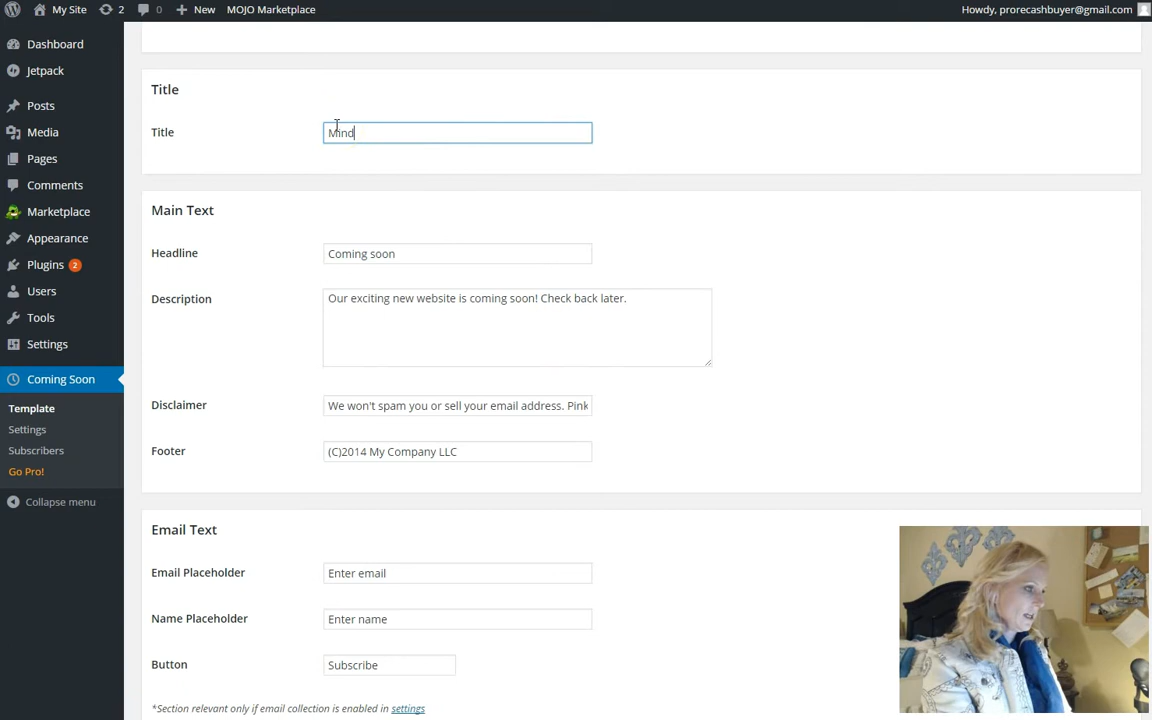 My Site 2 0 New MOJO Marketplace Howdy, prorecashbuyer@gmail.com
Dashboard
Jetpack
Posts
Media
Pages
Comments
Marketplace
Appearance
Plugins 2
Users
Tools
Settings
Coming Soon
Template
Settings
Subscribers
Go Pro!
Collapse menu
Title
Title Mind
Main Text
Headline Coming soon
Description Our exciting new website is coming soon! Check back later.
Disclaimer We won't spam you or sell your email address. Pink
Footer (C)2014 My Company LLC
Email Text
Email Placeholder Enter email
Name Placeholder Enter name
Button Subscribe
*Section relevant only if email collection is enabled in settings